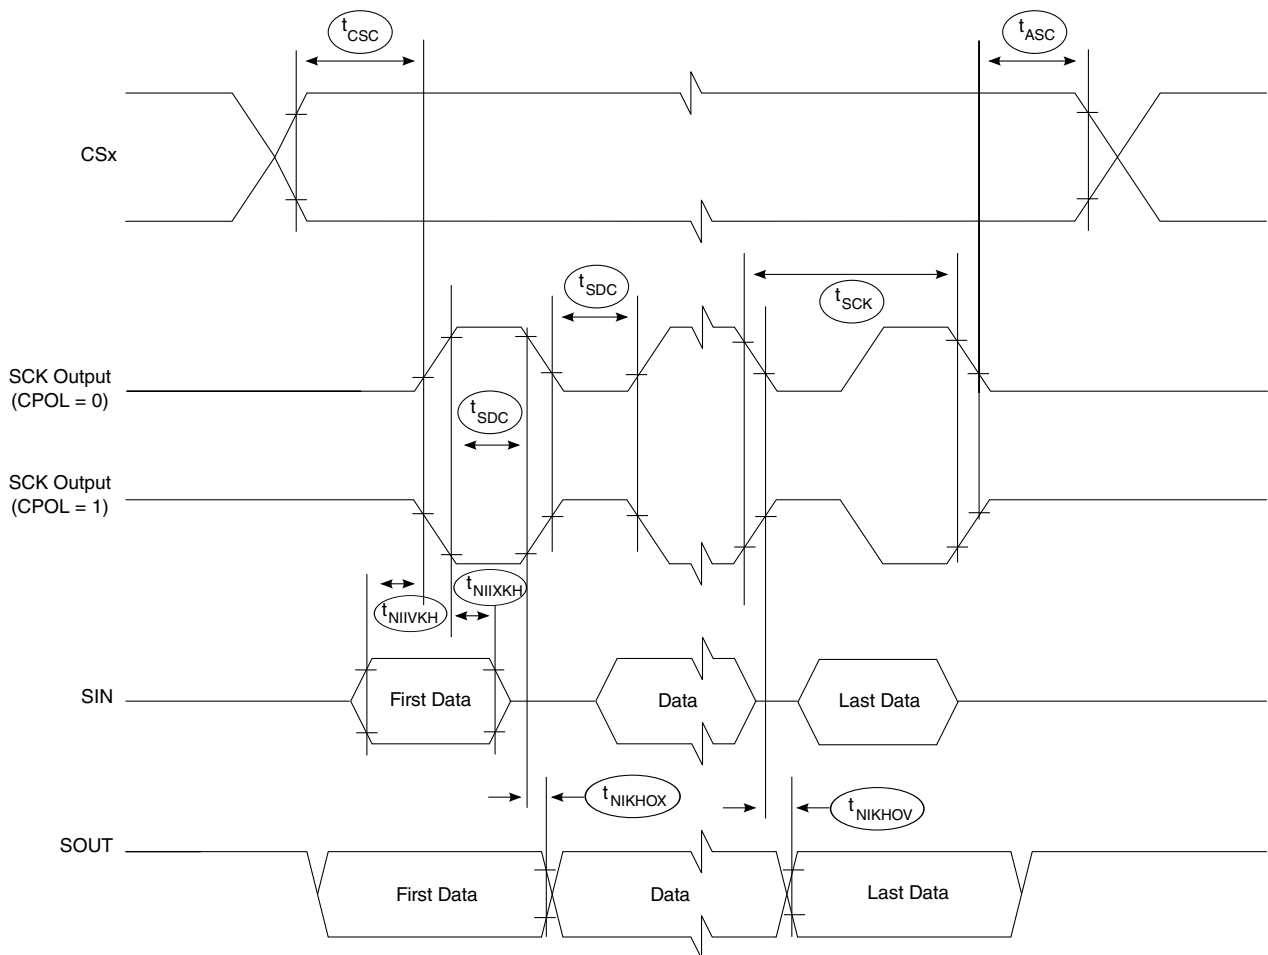 tCSC
tASC
CSx
tSDC
tSCK
SCK Output
(CPOL = 0)
tSDC
SCK Output
(CPOL = 1)
tNIIVKH
tNIIXKH
SIN
First Data
Data
Last Data
tNIKHOX
tNIKHOV
SOUT
First Data
Data
Last Data